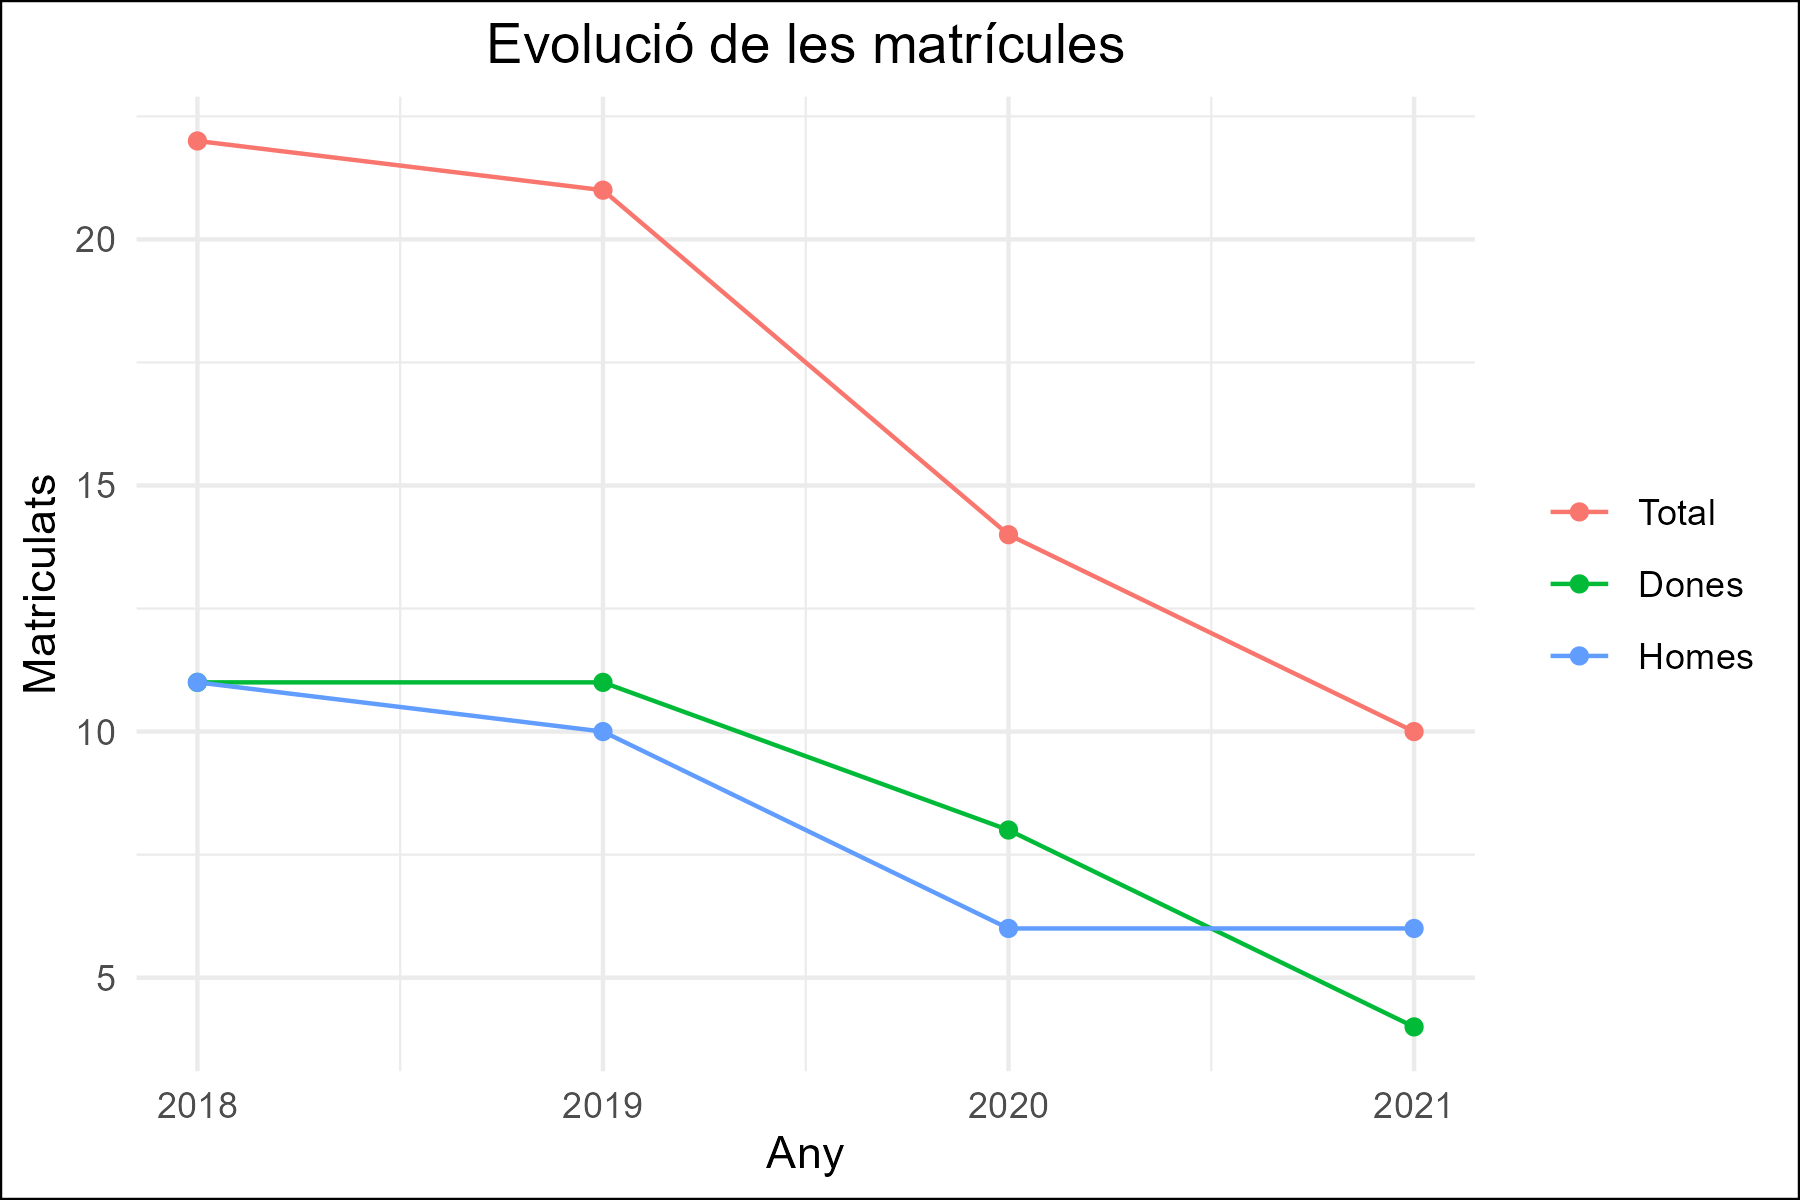 Evolució de les matrícules
Matriculats
20
15
10
5
2018
2019
2020
2021
Any
Total
Dones
Homes